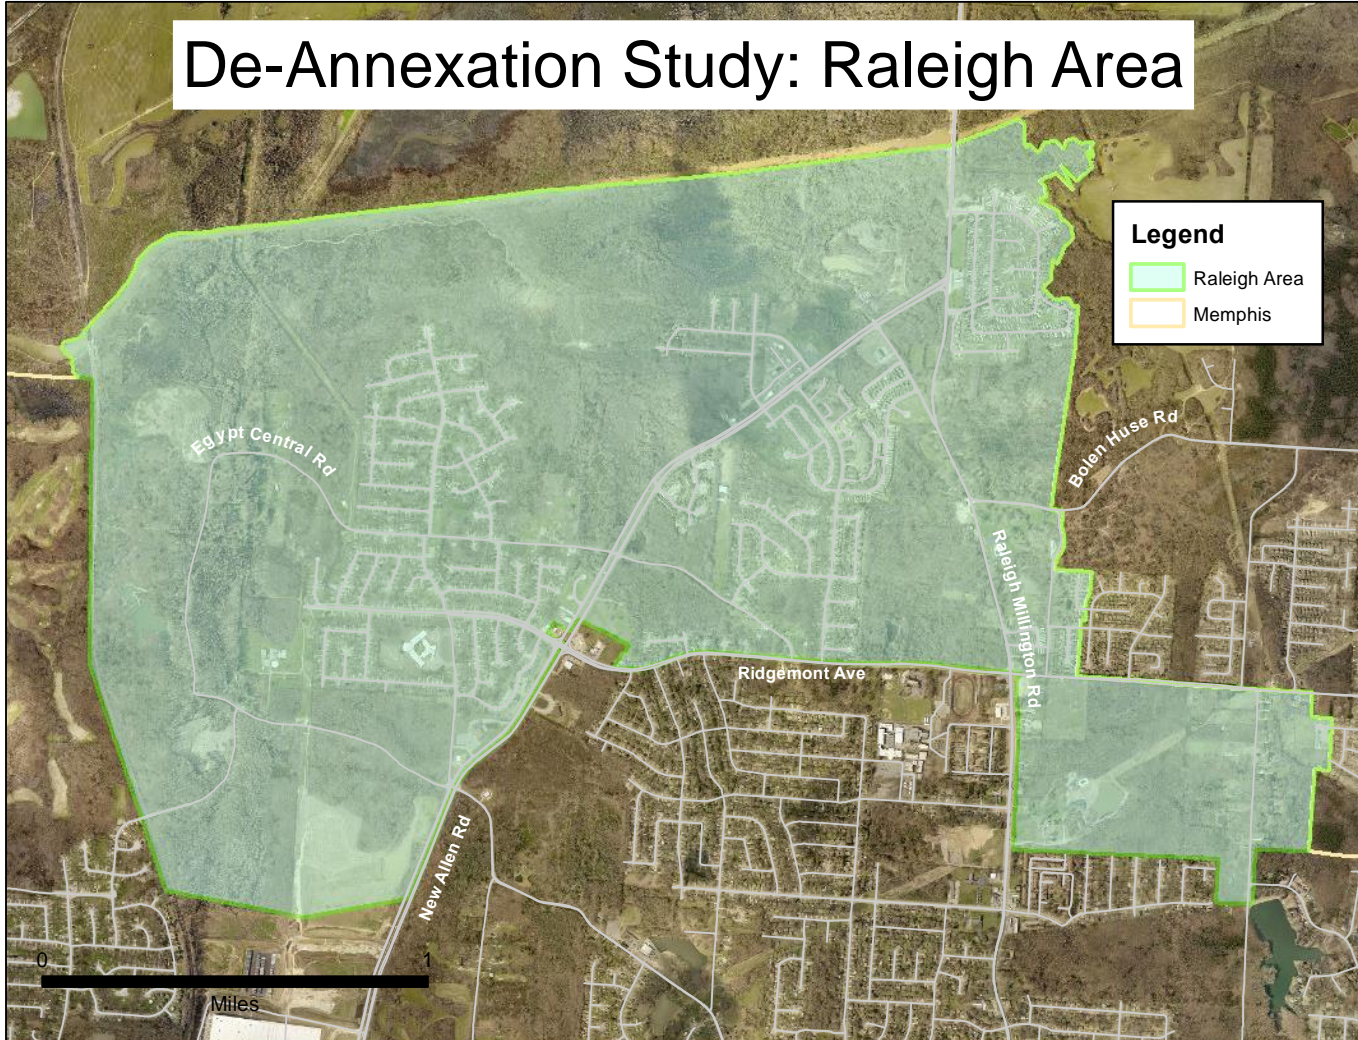 De-Annexation Study: Raleigh Area
Legend
Raleigh Area
Memphis
Egypt Central Rd
Bolen Huse Rd
Raleigh Millington Rd
Ridgemont Ave
New Allen Rd
0 1
Miles